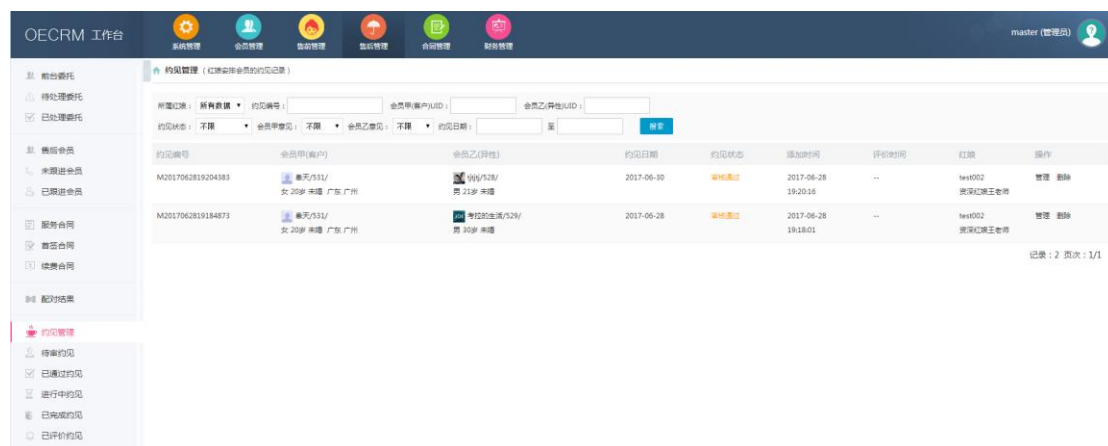 OECRM 工作台
系统管理
会员管理
售前管理
售后管理
合同管理
财务管理
master (管理员)
前台委托
待处理委托
已处理委托
售后会员
未跟进会员
已跟进会员
服务合同
首签合同
续费合同
配对结果
约见管理
待审约见
已通过约见
进行中约见
已完成约见
已评价约见
约见管理 ( 红娘安排会员的约见记录 )
所属红娘： 所有数据 约见编号： 会员甲(客户)UID： 会员乙(异性)UID：
约见状态： 不限 会员甲意见： 不限 会员乙意见： 不限 约见日期： 至 搜索
约见编号 会员甲(客户) 会员乙(异性) 约见日期 约见状态 添加时间 评价时间 红娘 操作
M2017062819204383 春天/531/ tjtjtj/528/ 2017-06-30 审核通过 2017-06-28 -- test002 管理 删除
女 20岁 未婚 广东 广州 男 21岁 未婚 19:20:16 资深红娘王老师
M2017062819184873 春天/531/ 考拉的生活/529/ 2017-06-28 审核通过 2017-06-28 -- test002 管理 删除
女 20岁 未婚 广东 广州 男 30岁 未婚 19:18:01 资深红娘王老师
记录：2 页次：1/1